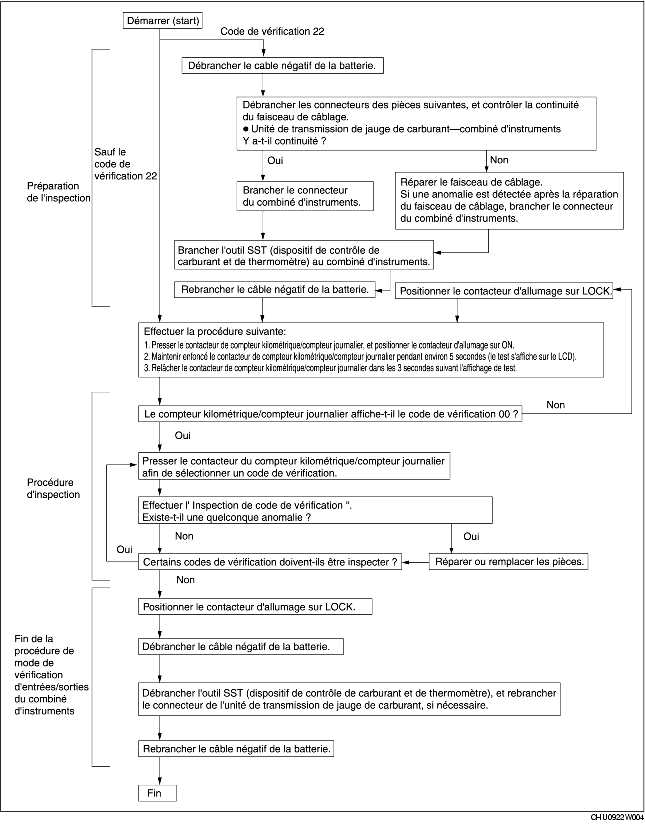 Démarrer (start)
Code de vérification 22
Débrancher le cable négatif de la batterie.
Débrancher les connecteurs des pièces suivantes, et contrôler la continuité
du faisceau de câblage.
● Unité de transmission de jauge de carburant—combiné d'instruments
Y a-t-il continuité ?
Sauf le
code de
vérification 22
Préparation
de l'inspection
Oui
Non
Brancher le connecteur
du combiné d'instruments.
Réparer le faisceau de câblage.
Si une anomalie est détectée après la réparation
du faisceau de câblage, brancher le connecteur
du combiné d'instruments.
Brancher l'outil SST (dispositif de contrôle de
carburant et de thermomètre) au combiné d'instruments.
Rebrancher le câble négatif de la batterie.
Positionner le contacteur d'allumage sur LOCK.
Effectuer la procédure suivante:
1. Presser le contacteur de compteur kilométrique/compteur journalier, et positionner le contacteur d'allumage sur ON.
2. Maintenir enfoncé le contacteur de compteur kilométrique/compteur journalier pendant environ 5 secondes (le test s'affiche sur le LCD).
3. Relâcher le contacteur de compteur kilométrique/compteur journalier dans les 3 secondes suivant l'affichage de test.
Le compteur kilométrique/compteur journalier affiche-t-il le code de vérification 00 ?
Non
Oui
Presser le contacteur du compteur kilométrique/compteur journalier
afin de sélectionner un code de vérification.
Procédure
d'inspection
Effectuer l' Inspection de code de vérification ".
Existe-t-il une quelconque anomalie ?
Non
Oui
Oui
Certains codes de vérification doivent-ils être inspecter ?
Réparer ou remplacer les pièces.
Non
Positionner le contacteur d'allumage sur LOCK.
Fin de la
procédure de
mode de
vérification
d'entrées/sorties
du combiné
d'instruments
Débrancher le câble négatif de la batterie.
Débrancher l'outil SST (dispositif de contrôle de carburant et de thermomètre), et rebrancher
le connecteur de l'unité de transmission de jauge de carburant, si nécessaire.
Rebrancher le câble négatif de la batterie.
Fin
CHU0922W004